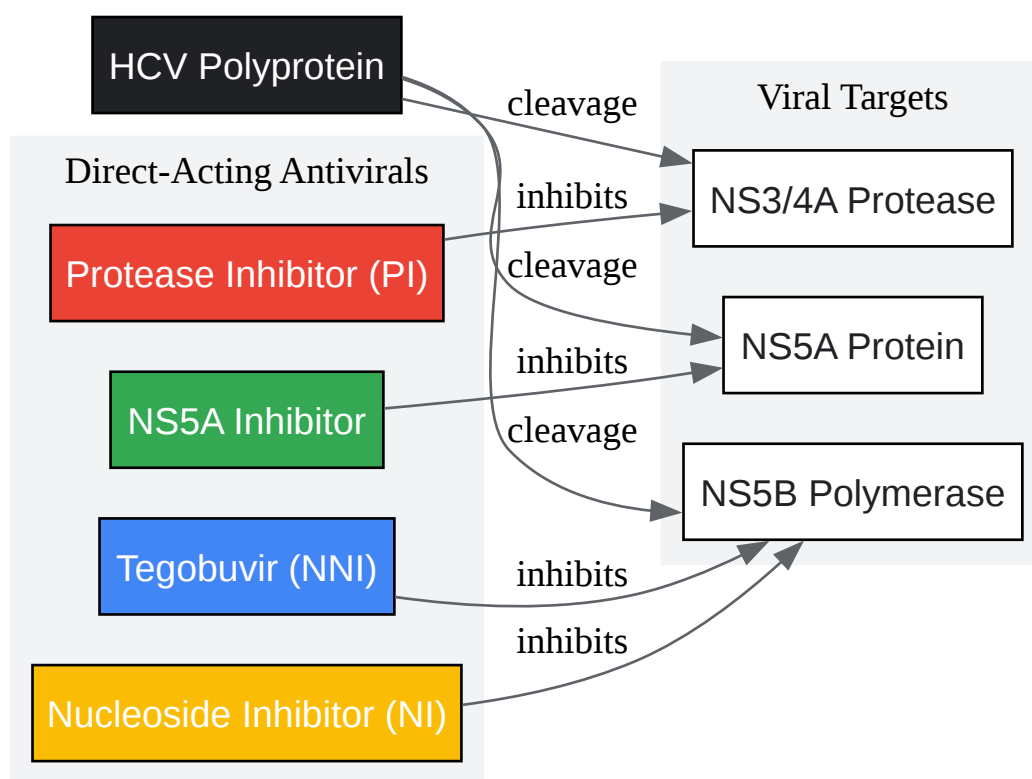 HCV Polyprotein
Direct-Acting Antivirals
Protease Inhibitor (PI)
NS5A Inhibitor
Tegobuvir (NNI)
Nucleoside Inhibitor (NI)
cleavage
inhibits
cleavage
inhibits
cleavage
inhibits
inhibits
Viral Targets
NS3/4A Protease
NS5A Protein
NS5B Polymerase